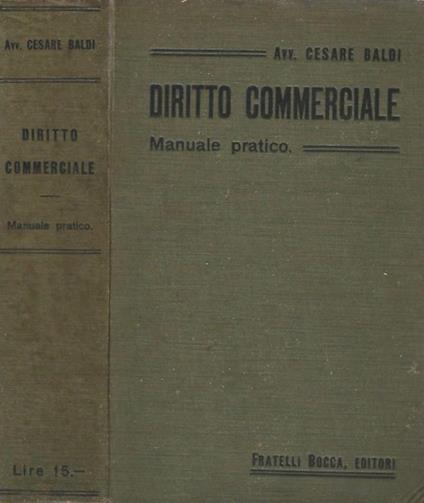 Avv. CESARE BALDI
DIRITTO
COMMERCIALE
Manuale pratico.
Lire 15.—
Avv. CESARE BALDI
DIRITTO COMMERCIALE
Manuale pratico.
FRATELLI BOCCA, EDITORI